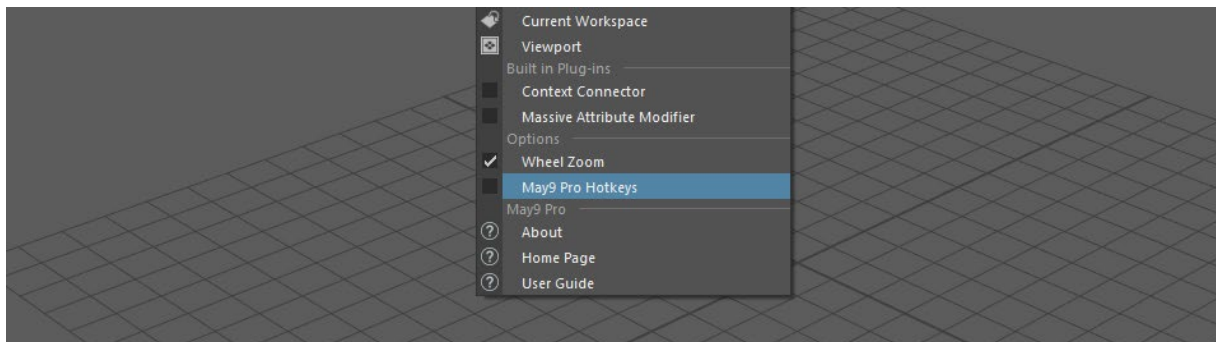 Current Workspace
Viewport
Built in Plug-ins
Context Connector
Massive Attribute Modifier
Options
Wheel Zoom
May9 Pro Hotkeys
May9 Pro
About
Home Page
User Guide